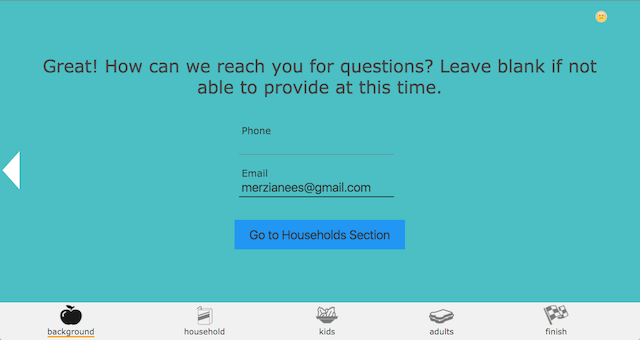 Great! How can we reach you for questions? Leave blank if not
able to provide at this time.
Phone
Email
merzianees@gmail.com
Go to Households Section
background
household
kids
adults
finish